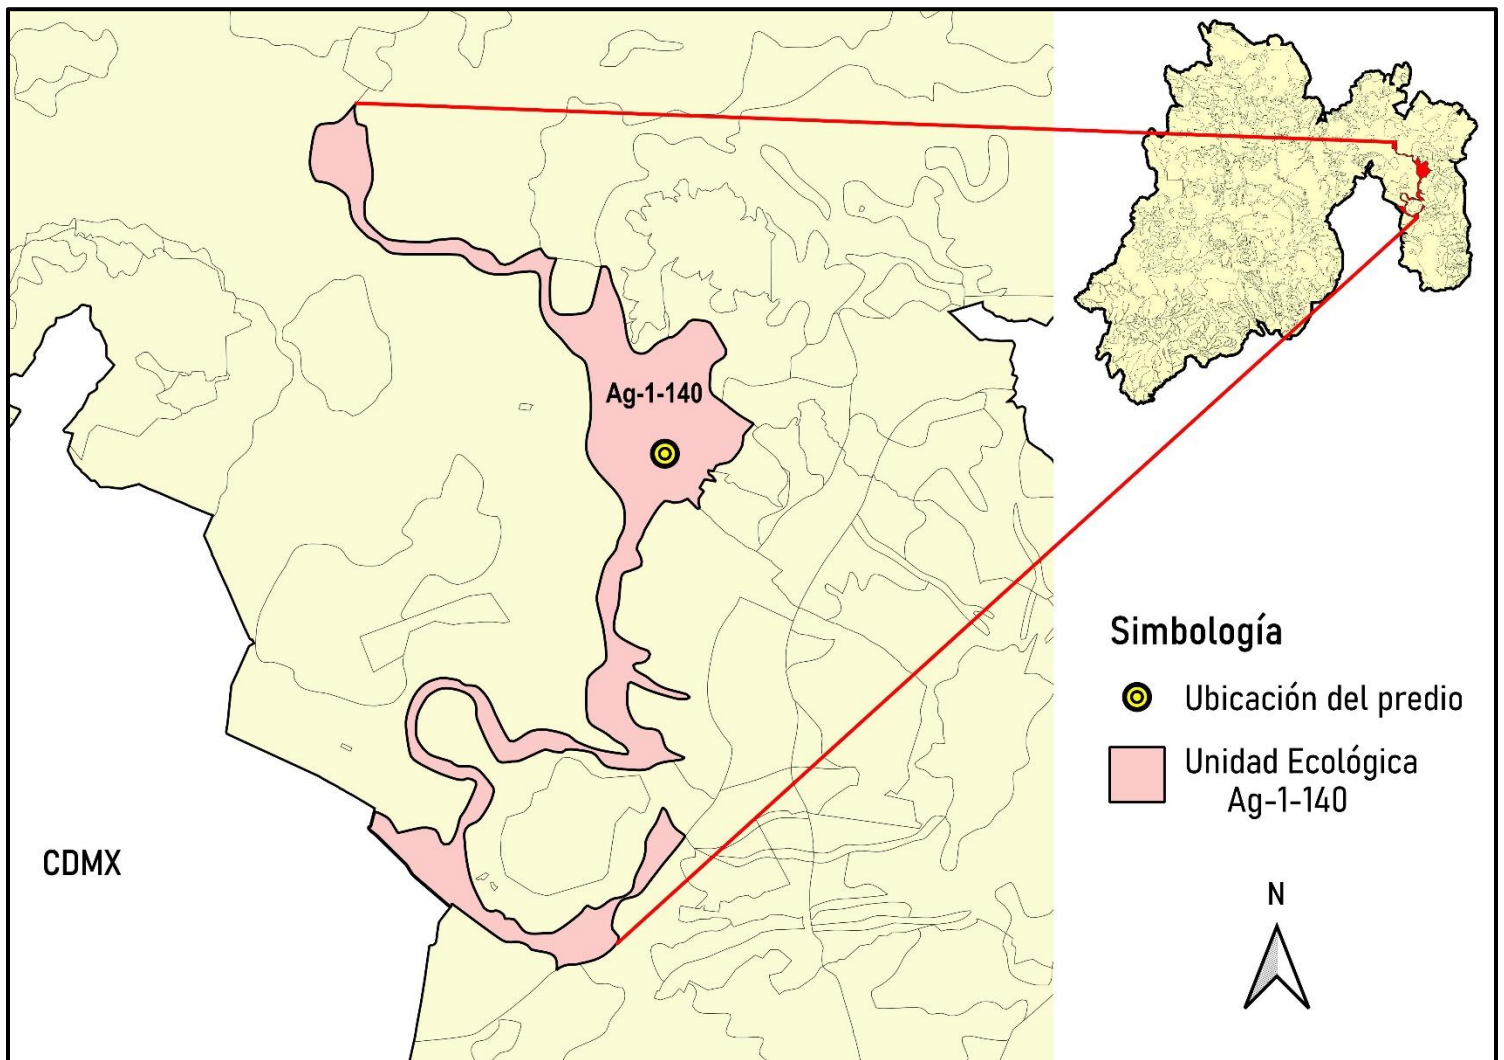 Ag-1-140
CDMX
Simbología
Ubicación del predio
Unidad Ecológica
Ag-1-140
N